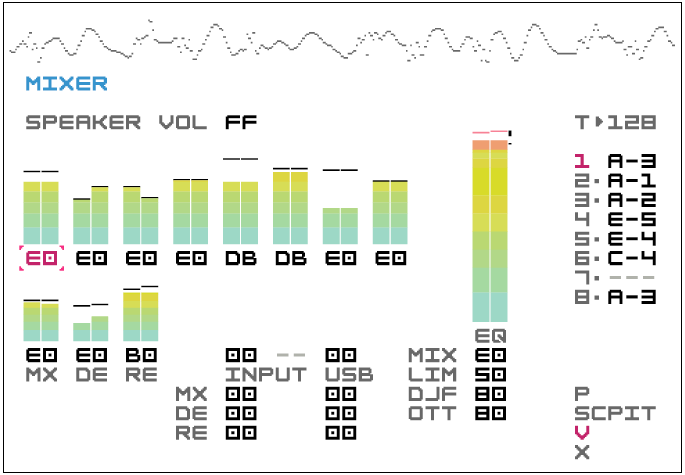 MIXER
SPEAKER VOL FF
T▸128
1 A-3
2· A-1
3· A-2
4 E-5
5· E-4
6· C-4
7· ---
8· A-3
E0 E0 E0 E0 DB DB E0 E0
EQ
E0 E0 B0 00 -- 00 MIX E0
MX DE RE INPUT USB LIM 50
MX 00 00 DJF 80 P
DE 00 00 OTT 80 SCPIT
RE 00 00 V
X